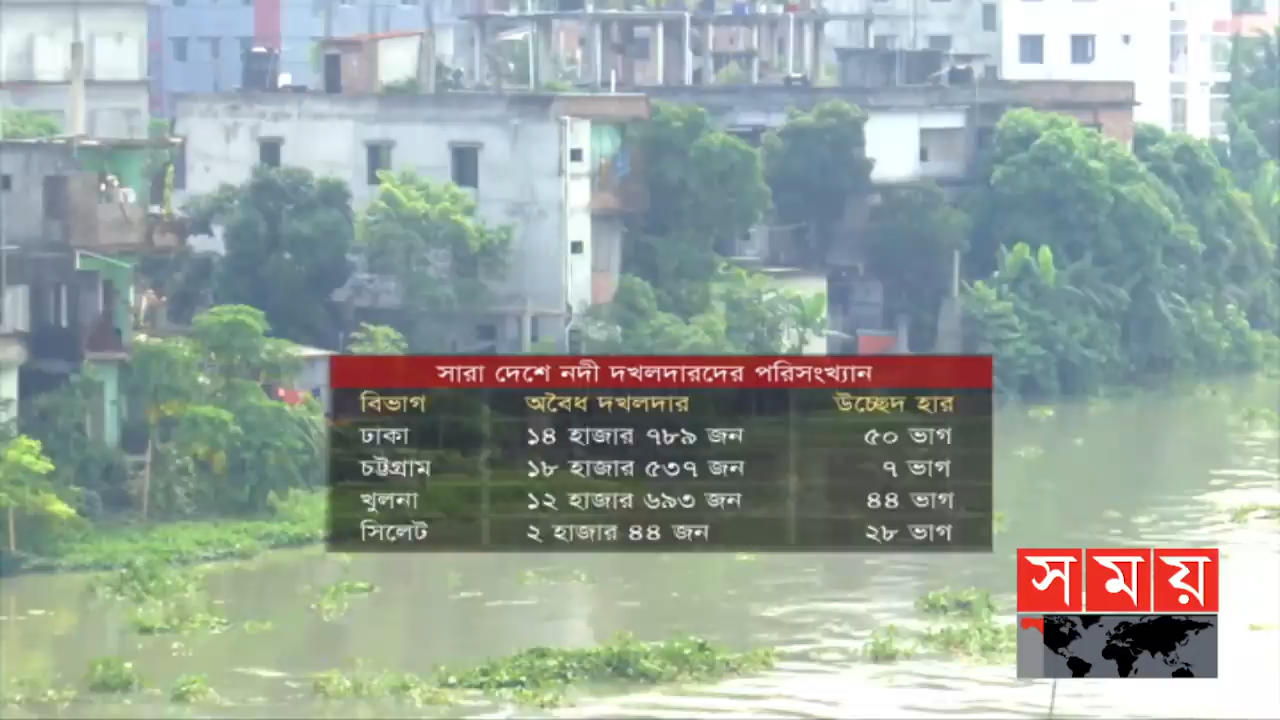 সারা দেশে নদী দখলদারদের পরিসংখ্যান
বিভাগ অবৈধ দখলদার উচ্ছেদ হার
ঢাকা ১৪ হাজার ৭৮৯ জন ৫০ ভাগ
চট্টগ্রাম ১৮ হাজার ৫৩৭ জন ৭ ভাগ
খুলনা ১২ হাজার ৬৯৩ জন ৪৪ ভাগ
সিলেট ২ হাজার ৪৪ জন ২৮ ভাগ
সময়